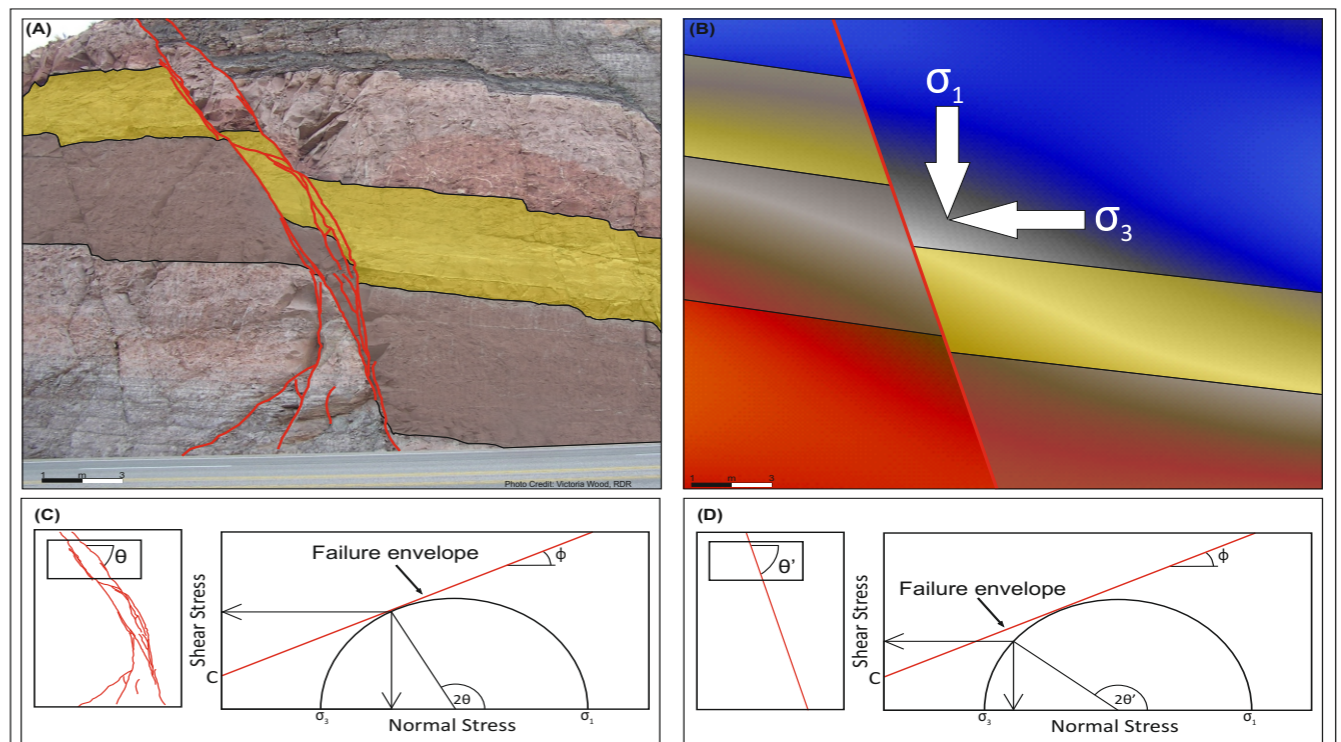 (A)
1 m 3
Photo Credit: Victoria Wood, RDR
(B)
σ1
σ3
1 m 3
(C)
θ
Shear Stress
C
Failure envelope
ϕ
2θ
σ3
Normal Stress
σ1
(D)
θ'
Shear Stress
C
Failure envelope
ϕ
2θ'
σ3
Normal Stress
σ1